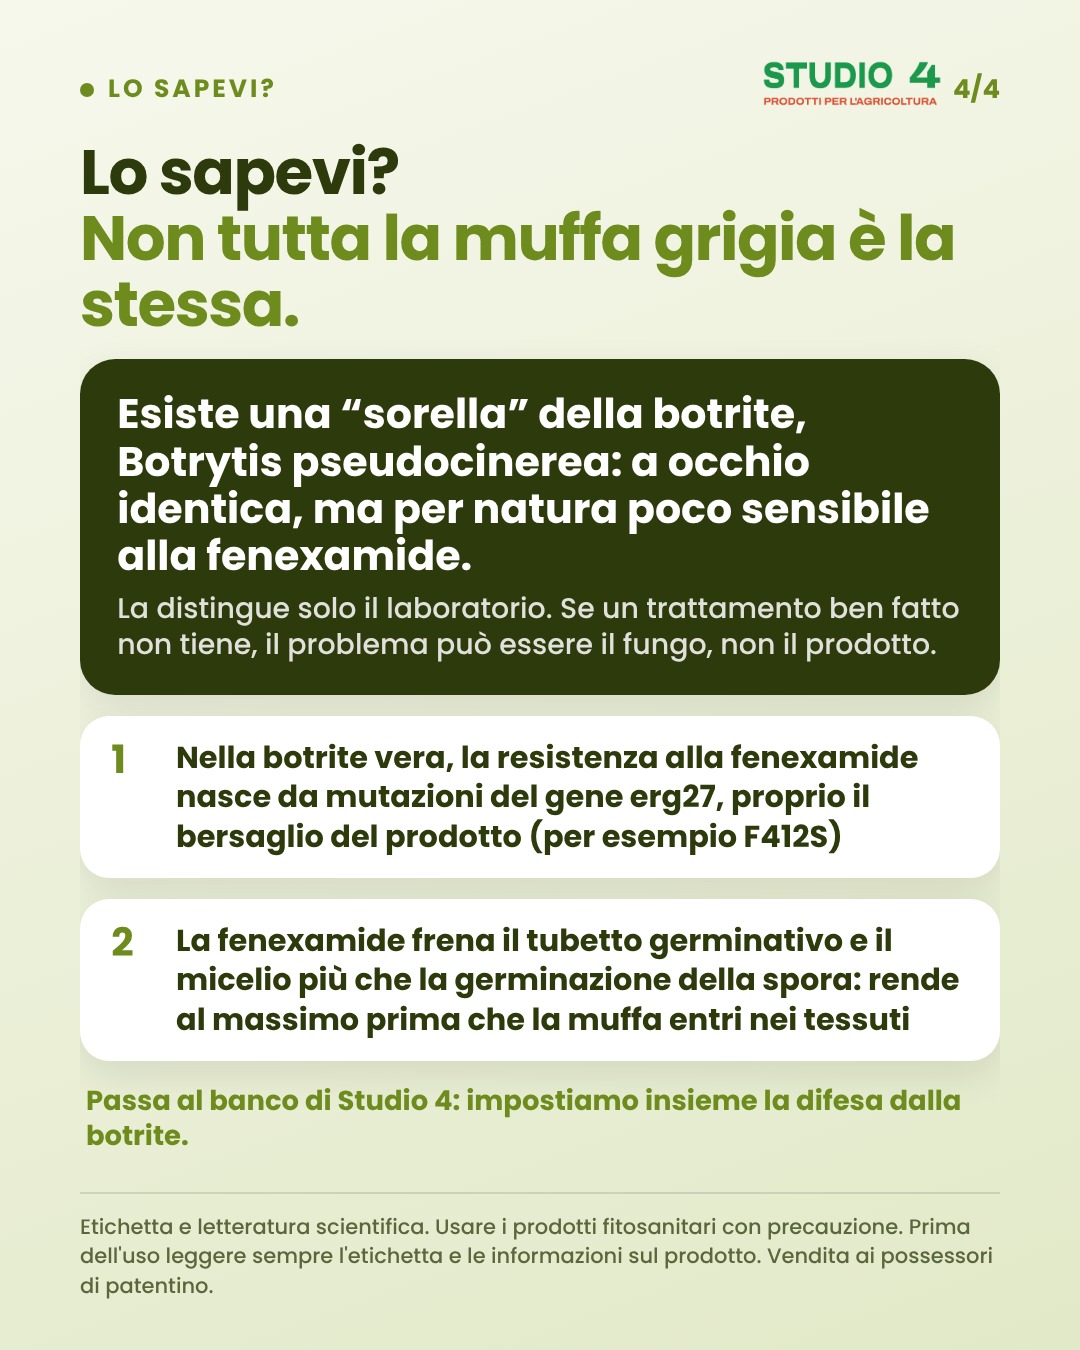 LO SAPEVI?
STUDIO 4
PRODOTTI PER L'AGRICOLTURA
4/4
Lo sapevi?
Non tutta la muffa grigia è la
stessa.
Esiste una “sorella” della botrite,
Botrytis pseudocinerea: a occhio
identica, ma per natura poco sensibile
alla fenexamide.
La distingue solo il laboratorio. Se un trattamento ben fatto
non tiene, il problema può essere il fungo, non il prodotto.
1
Nella botrite vera, la resistenza alla fenexamide
nasce da mutazioni del gene erg27, proprio il
bersaglio del prodotto (per esempio F412S)
2
La fenexamide frena il tubetto germinativo e il
micelio più che la germinazione della spora: rende
al massimo prima che la muffa entri nei tessuti
Passa al banco di Studio 4: impostiamo insieme la difesa dalla
botrite.
Etichetta e letteratura scientifica. Usare i prodotti fitosanitari con precauzione. Prima
dell'uso leggere sempre l'etichetta e le informazioni sul prodotto. Vendita ai possessori
di patentino.